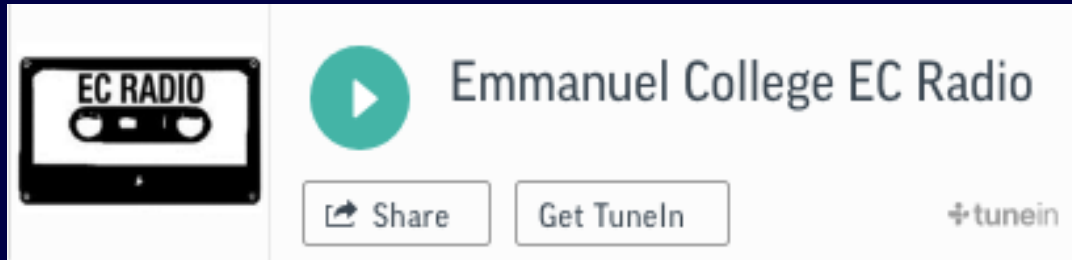 EC RADIO
Emmanuel College EC Radio
Share
Get TuneIn
tunein